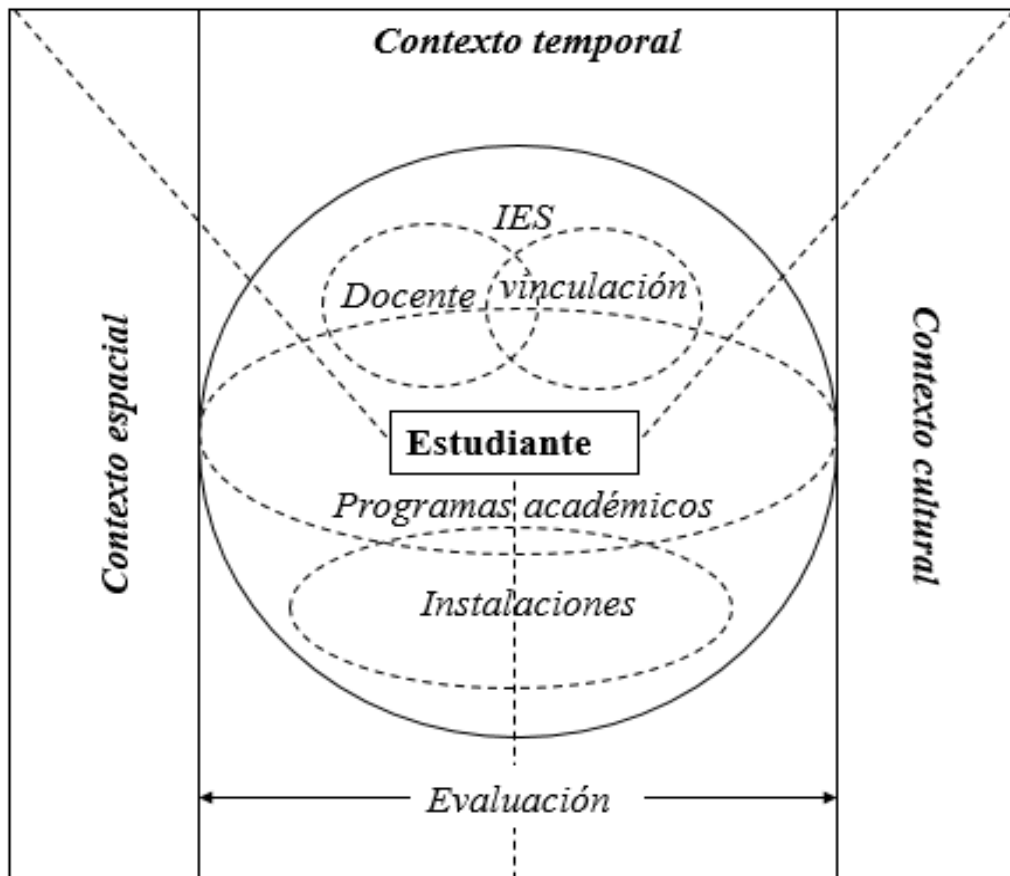 Contexto temporal
IES
Docente
vinculación
Contexto espacial
Contexto cultural
Estudiante
Programas académicos
Instalaciones
Evaluación